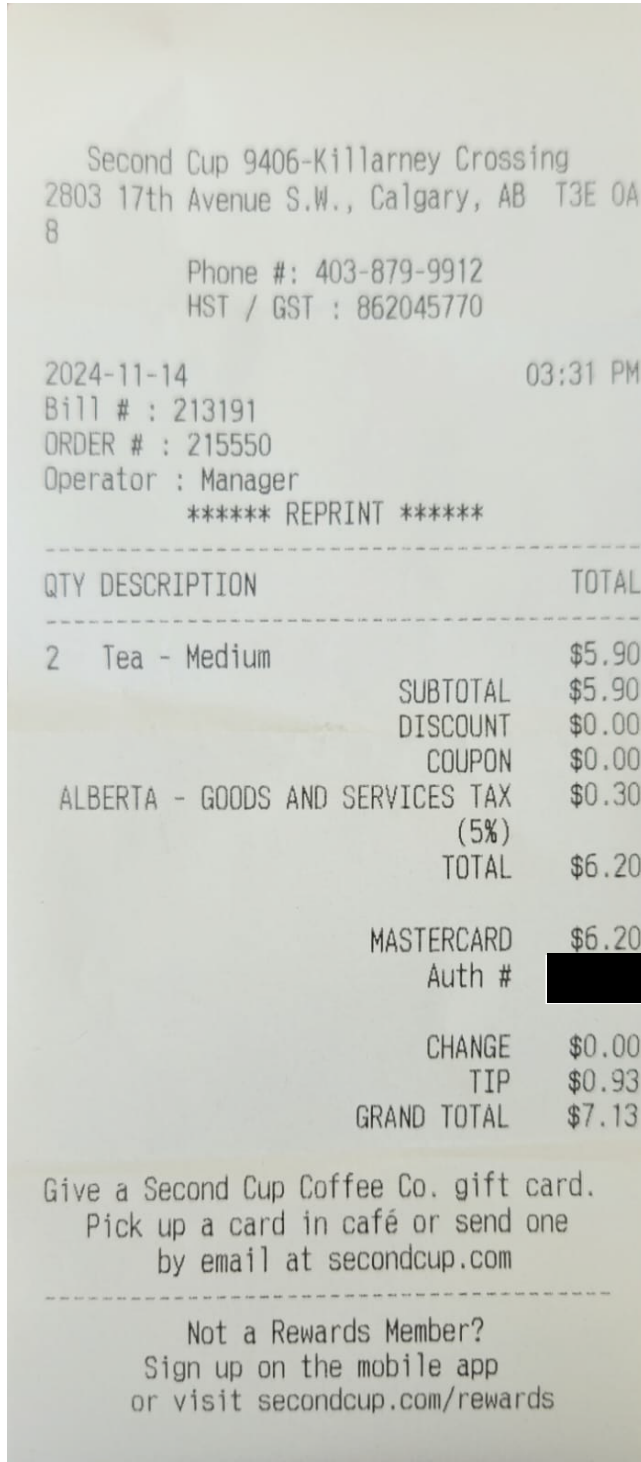 Second Cup 9406-Killarney Crossing
2803 17th Avenue S.W., Calgary, AB T3E 0A
8
Phone #: 403-879-9912
HST / GST : 862045770
2024-11-14 03:31 PM
Bill # : 213191
ORDER # : 215550
Operator : Manager
****** REPRINT ******
QTY DESCRIPTION TOTAL
2 Tea - Medium $5.90
SUBTOTAL $5.90
DISCOUNT $0.00
COUPON $0.00
ALBERTA - GOODS AND SERVICES TAX $0.30
(5%)
TOTAL $6.20
MASTERCARD $6.20
Auth #
CHANGE $0.00
TIP $0.93
GRAND TOTAL $7.13
Give a Second Cup Coffee Co. gift card.
Pick up a card in café or send one
by email at secondcup.com
Not a Rewards Member?
Sign up on the mobile app
or visit secondcup.com/rewards